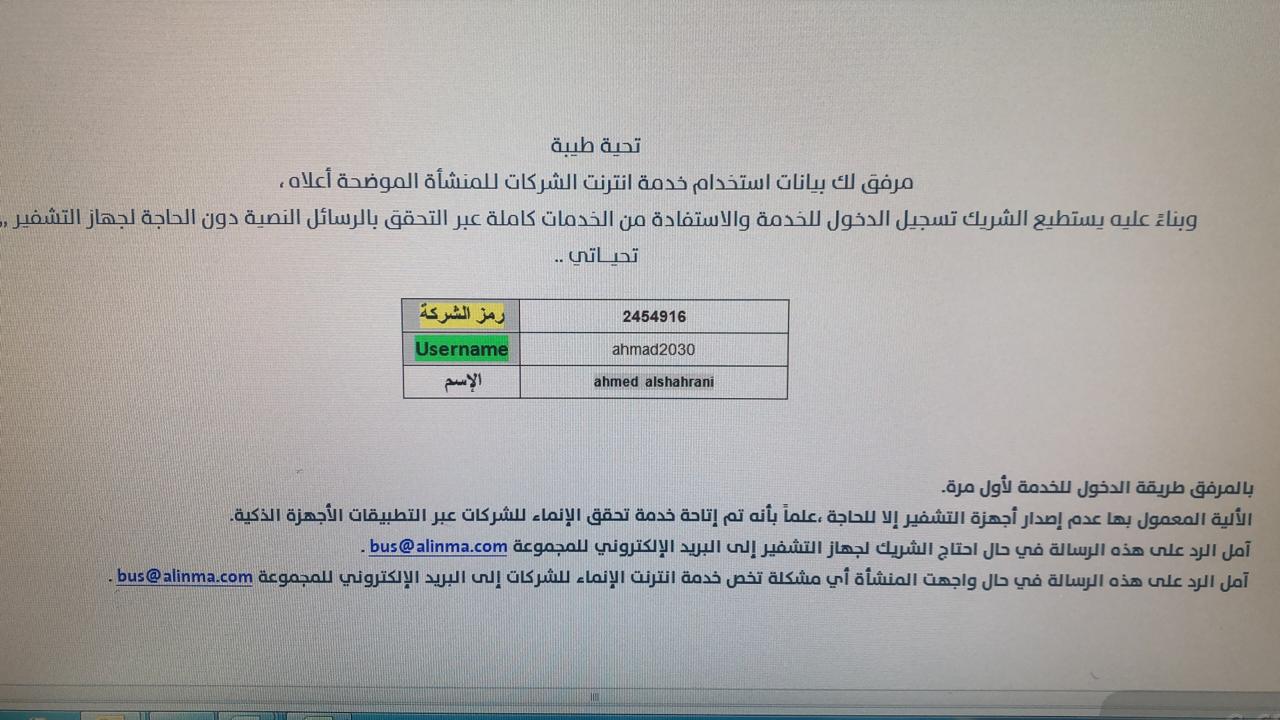 تحية طيبة
مرفق لك بيانات استخدام خدمة انترنت الشركات للمنشأة الموضحة أعلاه ،
وبناءً عليه يستطيع الشريك تسجيل الدخول للخدمة والاستفادة من الخدمات كاملة عبر التحقق بالرسائل النصية دون الحاجة لجهاز التشفير ,,
تحيــاتي ..
رمز الشركة 2454916
Username ahmad2030
الإسم ahmed alshahrani
بالمرفق طريقة الدخول للخدمة لأول مرة.
الألية المعمول بها عدم إصدار أجهزة التشفير إلا للحاجة ،علماً بأنه تم إتاحة خدمة تحقق الإنماء للشركات عبر التطبيقات الأجهزة الذكية.
آمل الرد على هذه الرسالة في حال احتاج الشريك لجهاز التشفير إلى البريد الإلكتروني للمجموعة bus@alinma.com .
آمل الرد على هذه الرسالة في حال واجهت المنشأة أي مشكلة تخص خدمة انترنت الإنماء للشركات إلى البريد الإلكتروني للمجموعة bus@alinma.com .